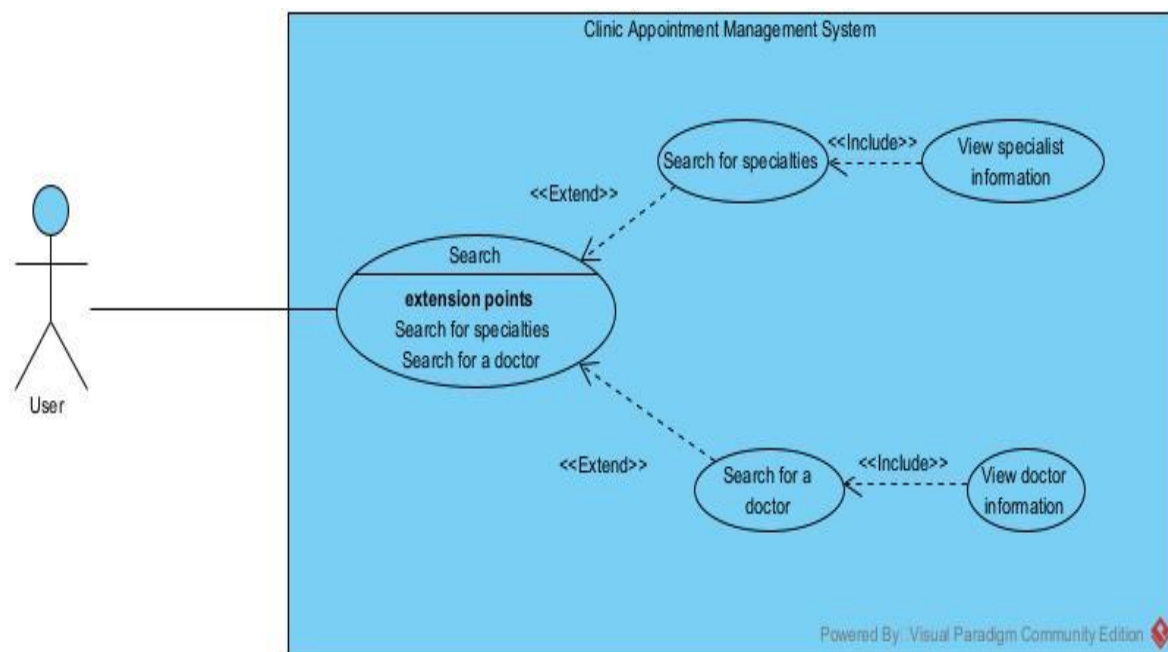 Clinic Appointment Management System
Search for specialties
<<Include>>
View specialist
information
<<Extend>>
Search
extension points
Search for specialties
Search for a doctor
User
<<Extend>>
Search for a
doctor
<<Include>>
View doctor
information
Powered By: Visual Paradigm Community Edition